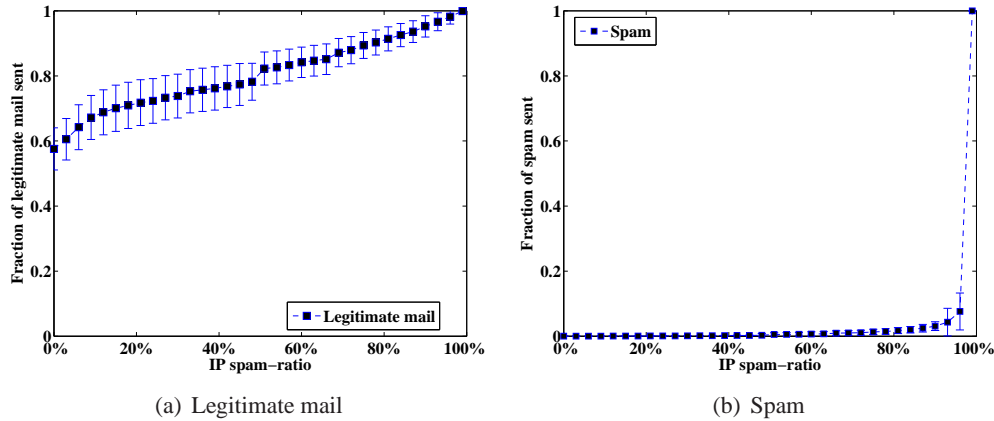 1
0.8
0.6
0.4
0.2
0
0% 20% 40% 60% 80% 100%
Fraction of legitimate mail sent
IP spam−ratio
Legitimate mail
(a) Legitimate mail
1
0.8
0.6
0.4
0.2
0
0% 20% 40% 60% 80% 100%
Fraction of spam sent
IP spam−ratio
Spam
(b) Spam